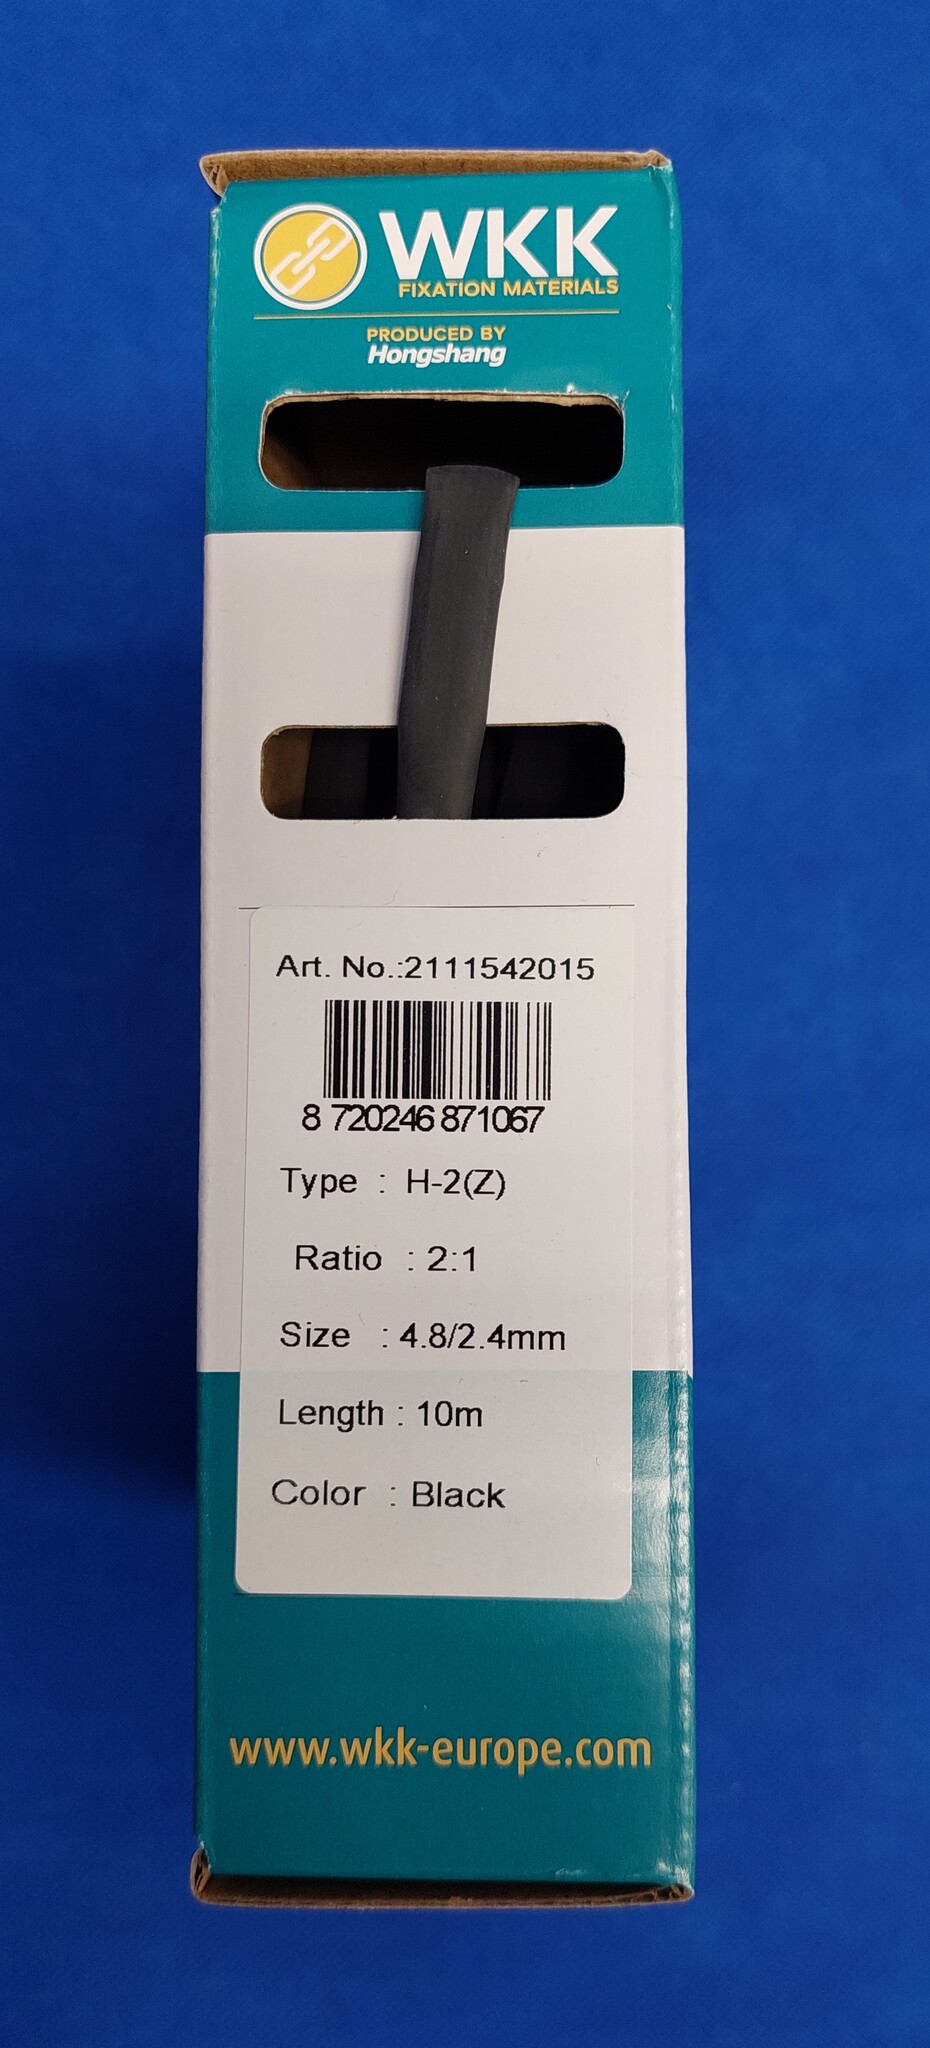 WKK
FIXATION MATERIALS
PRODUCED BY
Hongshang
Art. No.:2111542015
8 720246 871067
Type : H-2(Z)
Ratio : 2:1
Size : 4.8/2.4mm
Length : 10m
Color : Black
www.wkk-europe.com